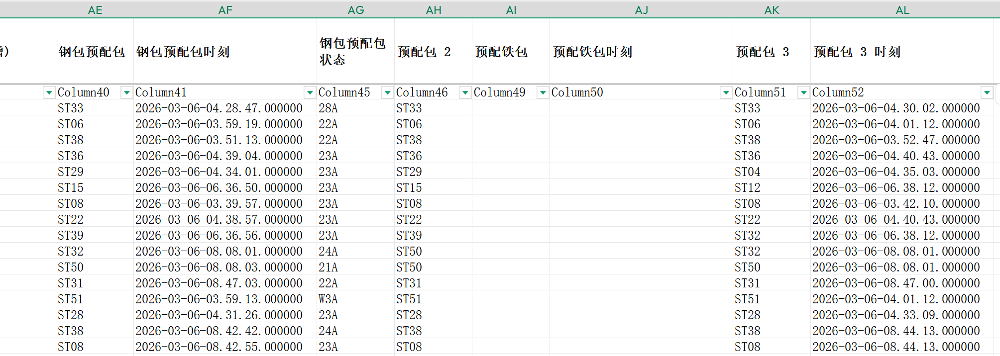 AE AF AG AH AI AJ AK AL
钢包预配包 钢包预配包时刻 钢包预配包状态 预配包 2 预配铁包 预配铁包时刻 预配包 3 预配包 3 时刻
Column40 Column41 Column45 Column46 Column49 Column50 Column51 Column52
ST33 2026-03-06-04.28.47.000000 28A ST33 ST33 2026-03-06-04.30.02.000000
ST06 2026-03-06-03.59.19.000000 22A ST06 ST06 2026-03-06-04.01.12.000000
ST38 2026-03-06-03.51.13.000000 22A ST38 ST38 2026-03-06-03.52.47.000000
ST36 2026-03-06-04.39.04.000000 23A ST36 ST36 2026-03-06-04.40.43.000000
ST29 2026-03-06-04.34.01.000000 23A ST29 ST04 2026-03-06-04.35.03.000000
ST15 2026-03-06-06.36.50.000000 23A ST15 ST12 2026-03-06-06.38.12.000000
ST08 2026-03-06-03.39.57.000000 23A ST08 ST08 2026-03-06-03.42.10.000000
ST22 2026-03-06-04.38.57.000000 23A ST22 ST22 2026-03-06-04.40.43.000000
ST39 2026-03-06-06.36.56.000000 23A ST39 ST32 2026-03-06-06.38.12.000000
ST32 2026-03-06-08.08.01.000000 24A ST50 ST32 2026-03-06-08.08.01.000000
ST50 2026-03-06-08.08.03.000000 21A ST50 ST50 2026-03-06-08.08.01.000000
ST31 2026-03-06-08.47.03.000000 22A ST31 ST31 2026-03-06-08.47.00.000000
ST51 2026-03-06-03.59.13.000000 W3A ST51 ST51 2026-03-06-04.01.12.000000
ST28 2026-03-06-04.31.26.000000 23A ST28 ST28 2026-03-06-04.33.09.000000
ST38 2026-03-06-08.42.42.000000 24A ST38 ST38 2026-03-06-08.44.13.000000
ST08 2026-03-06-08.42.55.000000 23A ST08 ST08 2026-03-06-08.44.13.000000